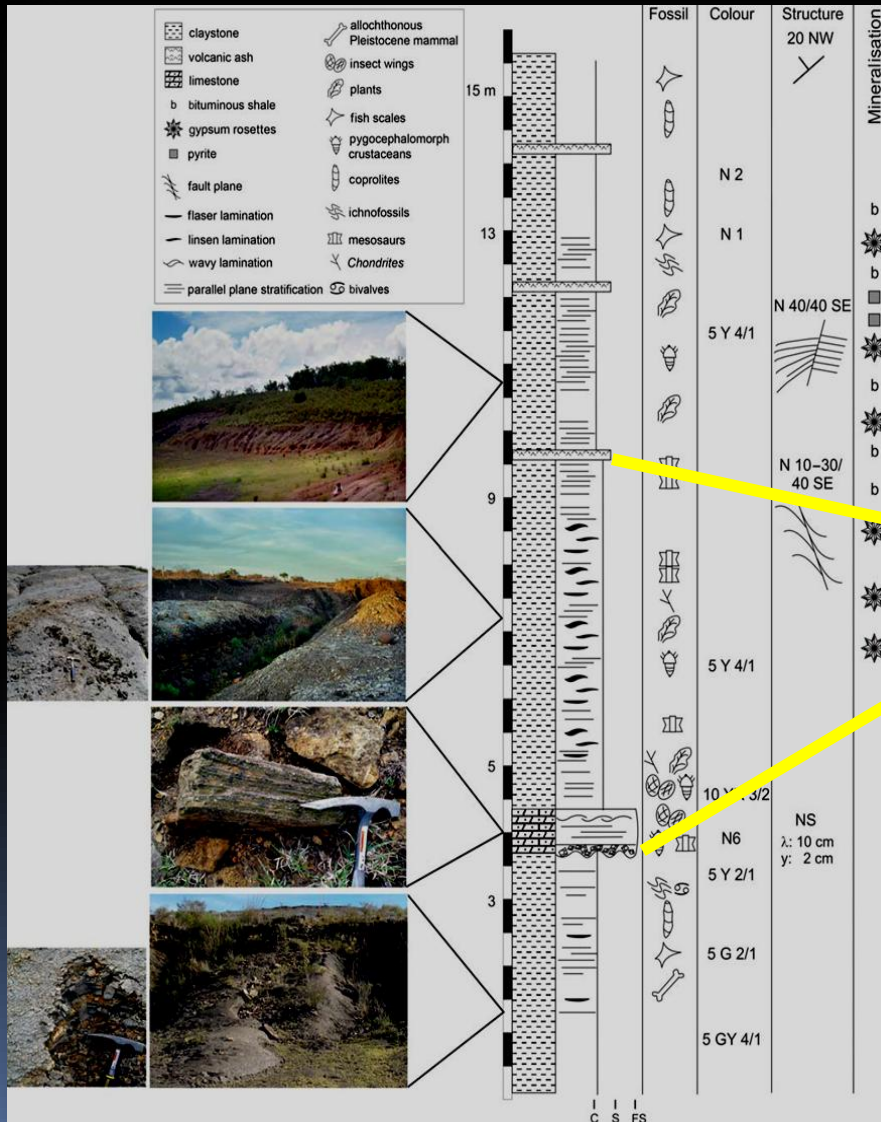 claystone
volcanic ash
limestone
b bituminous shale
gypsum rosettes
pyrite
fault plane
flaser lamination
linsen lamination
wavy lamination
parallel plane stratification
allochthonous
Pleistocene mammal
insect wings
plants
fish scales
pygocephalomorph
crustaceans
coprolites
ichnofossils
mesosaurs
Chondrites
bivalves
Fossil
Colour
Structure
Mineralisation
15 m
13
9
5
3
C
S
FS
N 2
N 1
5 Y 4/1
5 Y 4/1
N6
5 Y 2/1
5 G 2/1
5 GY 4/1
20 NW
N 40/40 SE
N 10–30/
40 SE
NS
λ: 10 cm
y: 2 cm
b
b
b
b
b